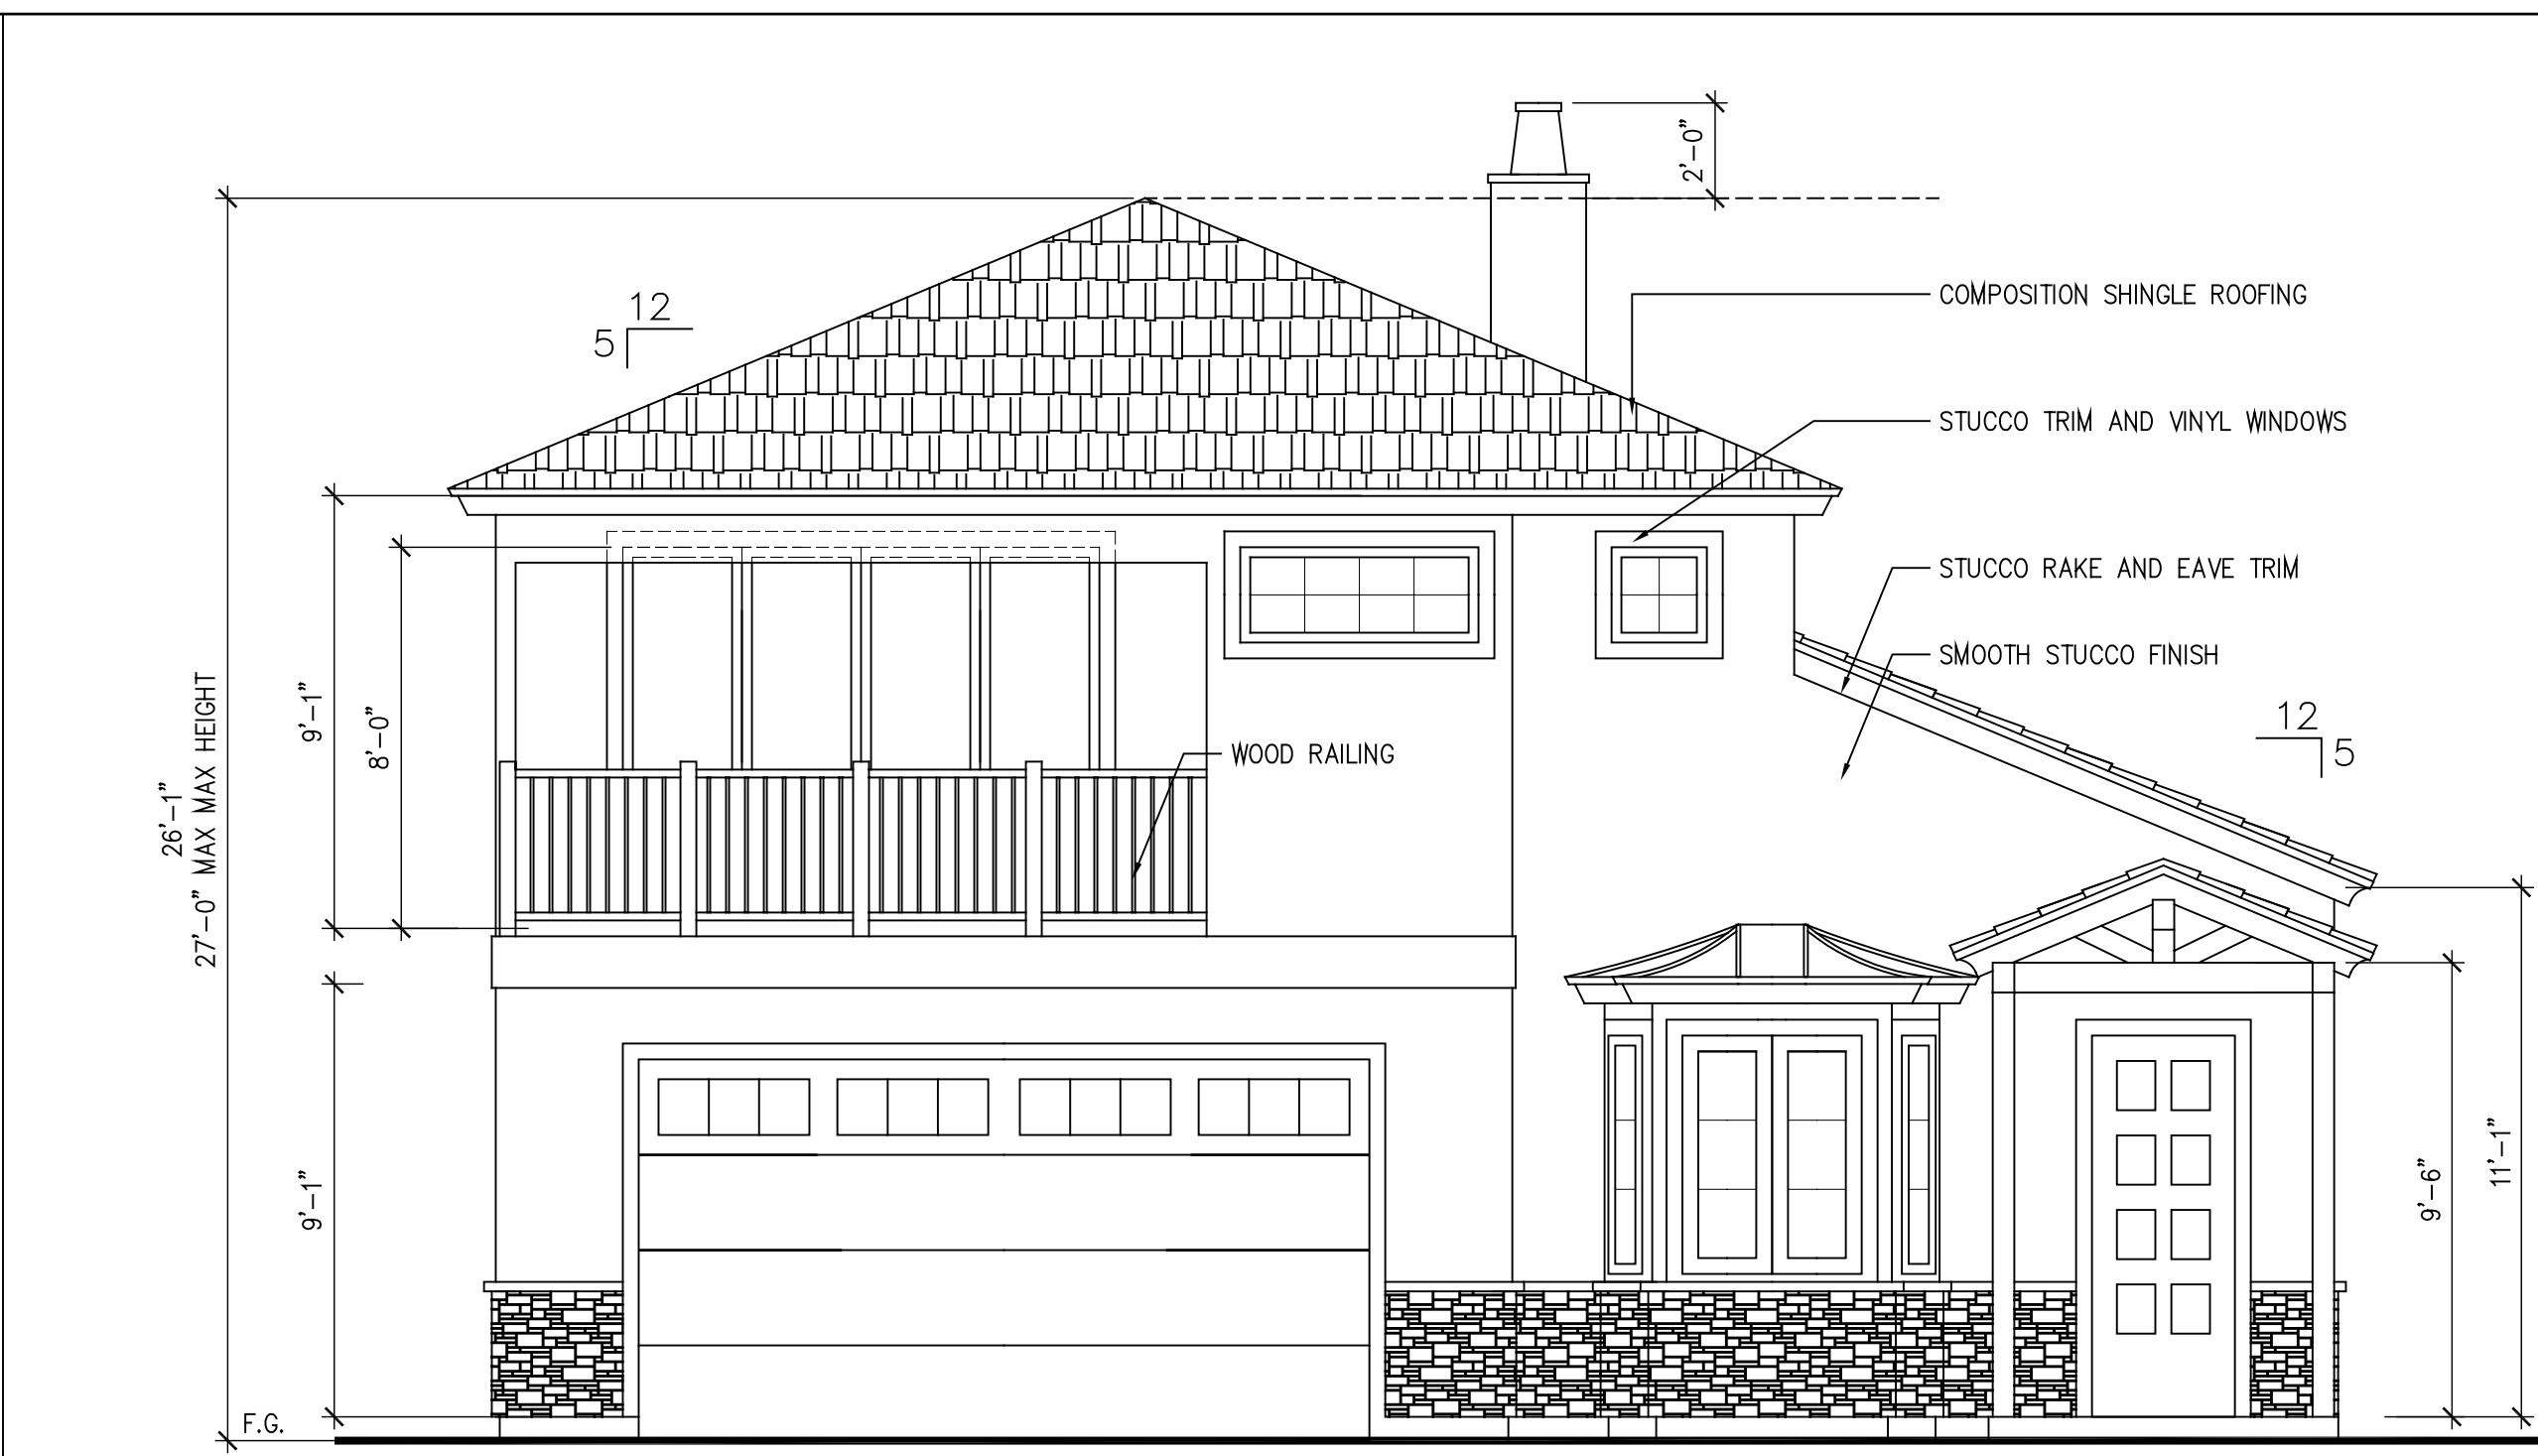 2'-0"
COMPOSITION SHINGLE ROOFING
12
5
STUCCO TRIM AND VINYL WINDOWS
STUCCO RAKE AND EAVE TRIM
SMOOTH STUCCO FINISH
12
5
WOOD RAILING
9'-1"
8'-0"
26'-1"
27'-0" MAX MAX HEIGHT
9'-1"
9'-6"
11'-1"
F.G.